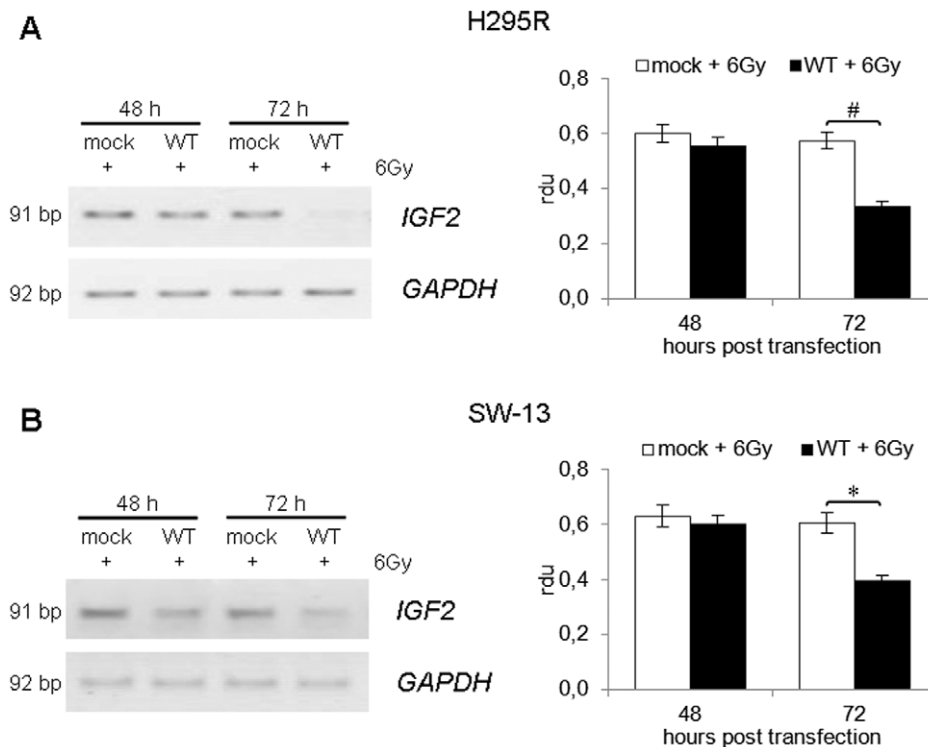 A
H295R
48 h 72 h
mock WT mock WT
+ + + + 6Gy
91 bp IGF2
92 bp GAPDH
mock + 6Gy WT + 6Gy
0,8
#
0,6
rdu
0,4
0,2
0,0
48 72
hours post transfection
B
SW-13
48 h 72 h
mock WT mock WT
+ + + + 6Gy
91 bp IGF2
92 bp GAPDH
mock + 6Gy WT + 6Gy
0,8
*
0,6
rdu
0,4
0,2
0,0
48 72
hours post transfection